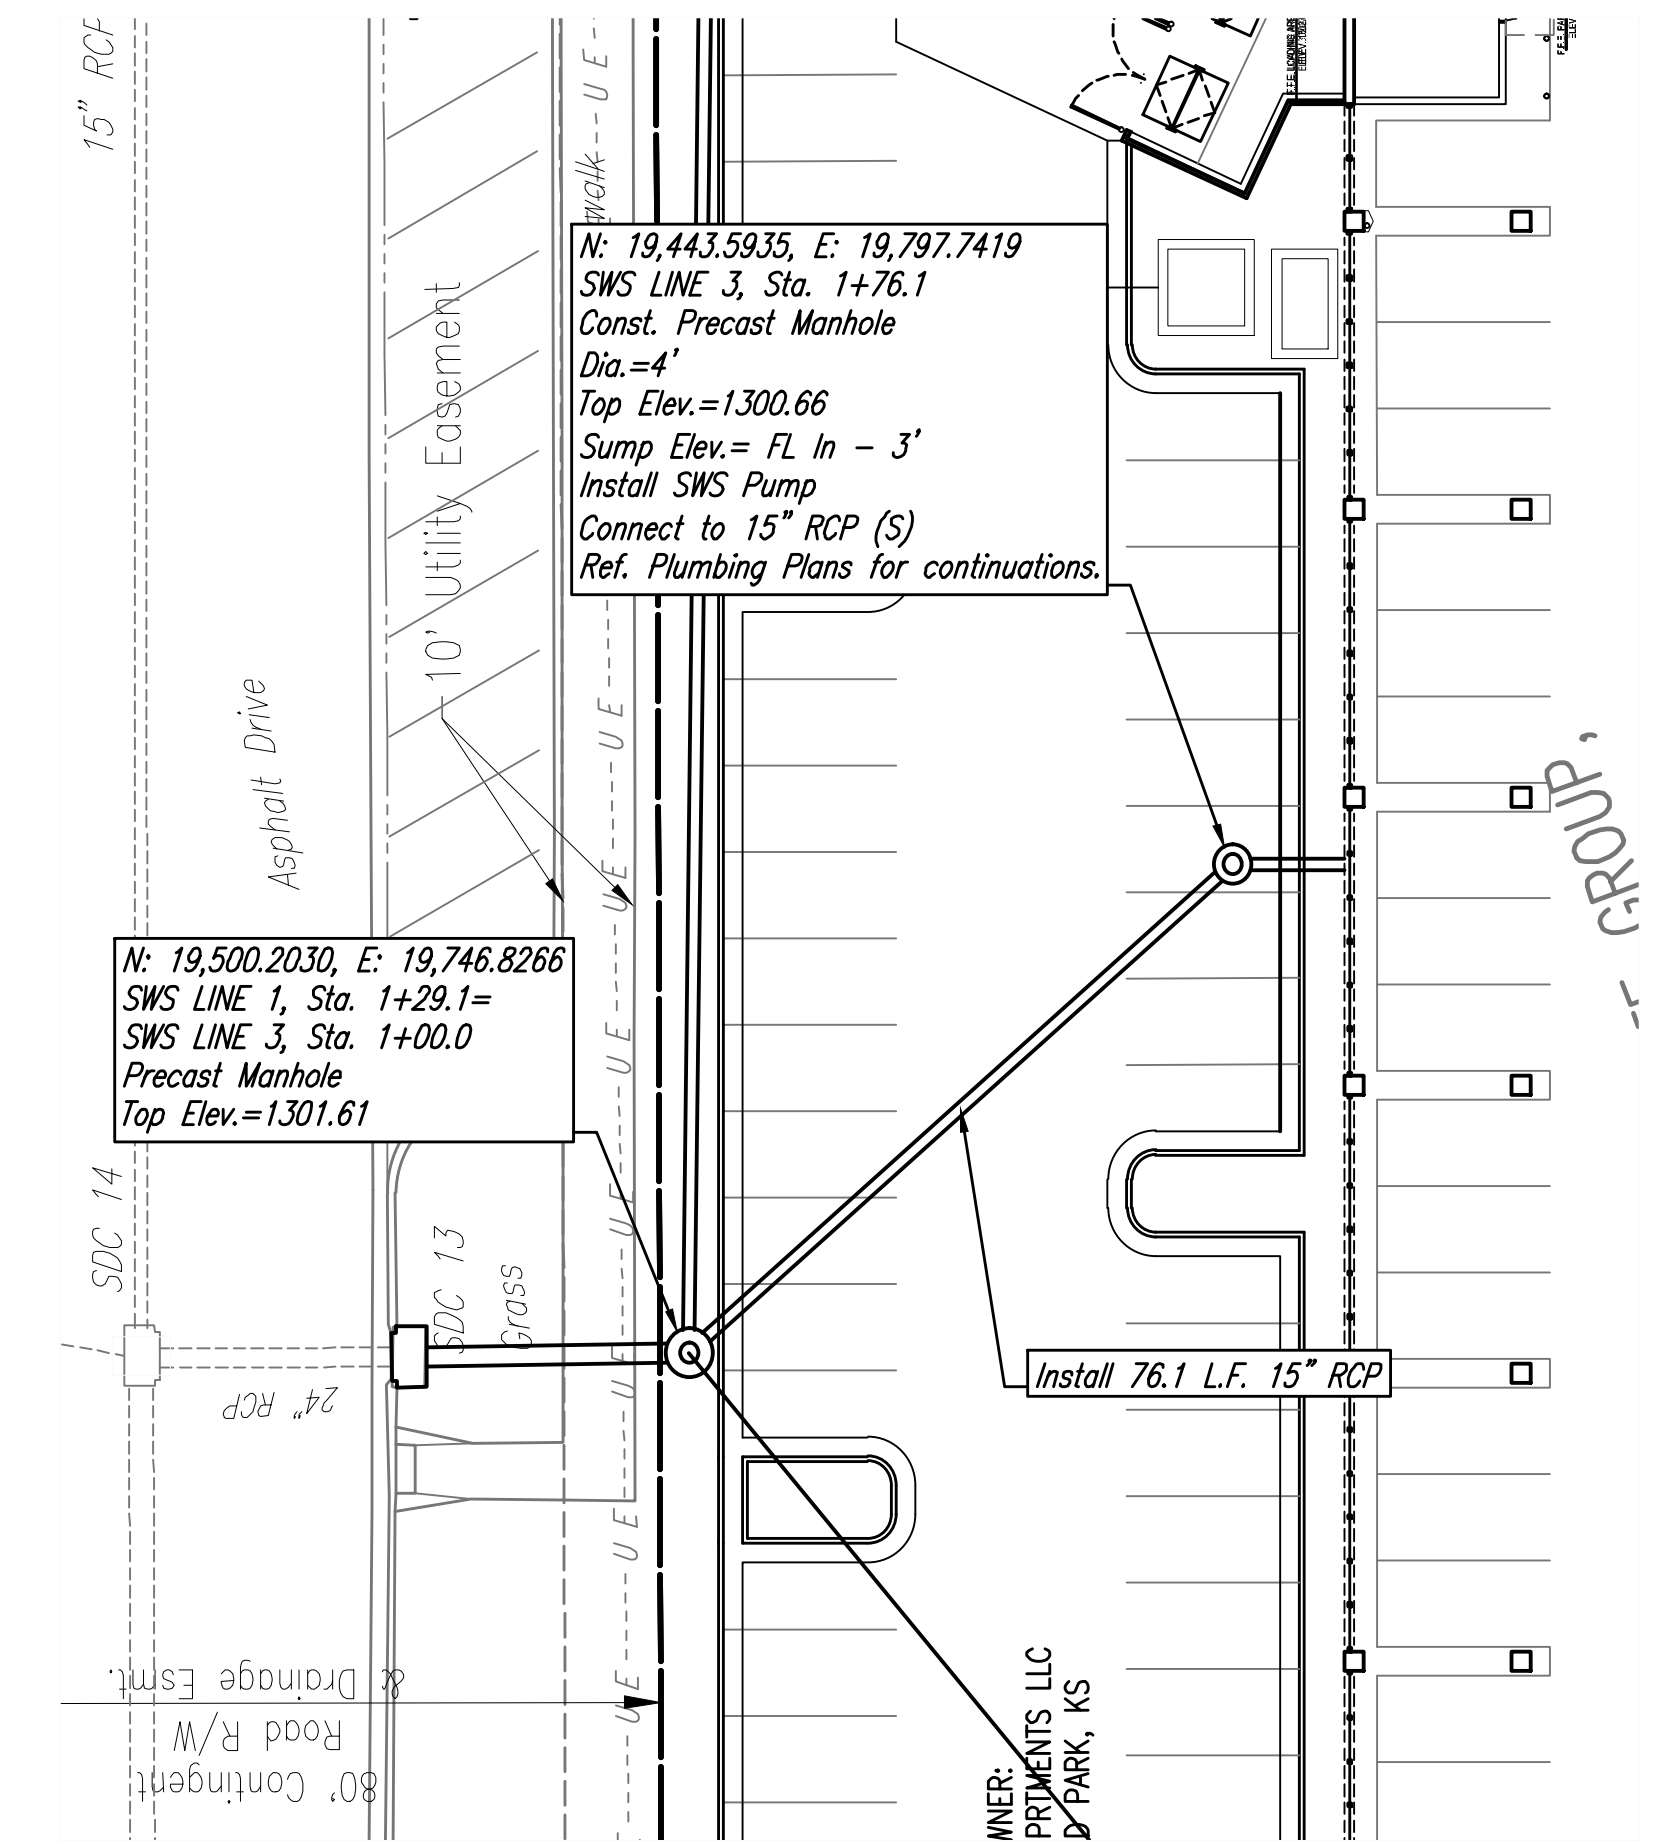 15" RCP
walk
U E
N: 19,443.5935, E: 19,797.7419
SWS LINE 3, Sta. 1+76.1
Const. Precast Manhole
Dia.=4'
Top Elev.=1300.66
Sump Elev.= FL In - 3'
Install SWS Pump
Connect to 15" RCP (S)
Ref. Plumbing Plans for continuations.
10' Utility Easement
U E
Asphalt Drive
GROUP,
U E
N: 19,500.2030, E: 19,746.8266
SWS LINE 1, Sta. 1+29.1=
SWS LINE 3, Sta. 1+00.0
Precast Manhole
Top Elev.=1301.61
U E
SDC 14
U E
SDC 13
Grass
U E
Install 76.1 L.F. 15" RCP
24" RCP
U E
U E
80' Contingent
Road R/W
& Drainage Esmt.
WNER:
PRTMENTS LLC
D PARK, KS